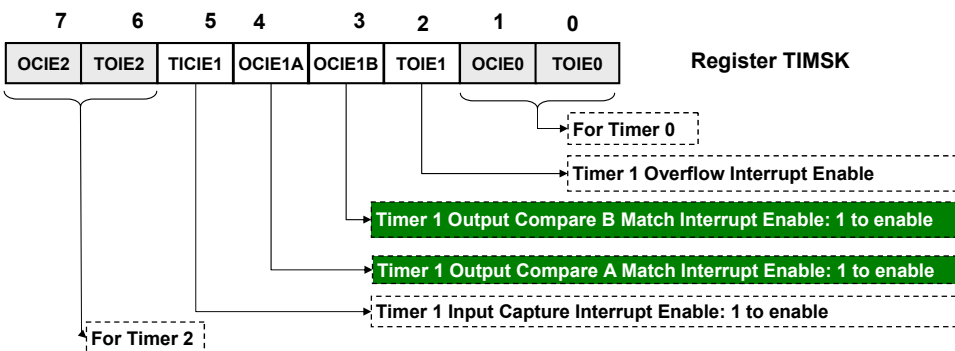 7 6 5 4 3 2 1 0
OCIE2 TOIE2 TICIE1 OCIE1A OCIE1B TOIE1 OCIE0 TOIE0 Register TIMSK
For Timer 0
Timer 1 Overflow Interrupt Enable
Timer 1 Output Compare B Match Interrupt Enable: 1 to enable
Timer 1 Output Compare A Match Interrupt Enable: 1 to enable
Timer 1 Input Capture Interrupt Enable: 1 to enable
For Timer 2